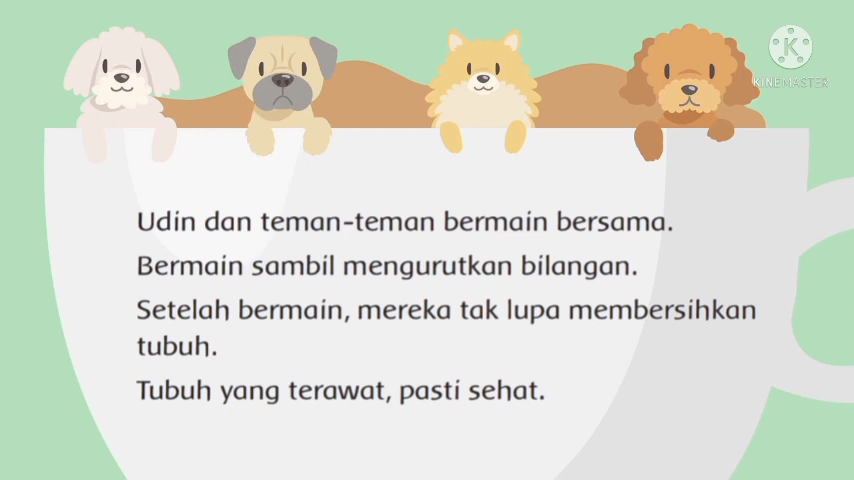 KINEMASTER
Udin dan teman-teman bermain bersama.
Bermain sambil mengurutkan bilangan.
Setelah bermain, mereka tak lupa membersihkan
tubuh.
Tubuh yang terawat, pasti sehat.